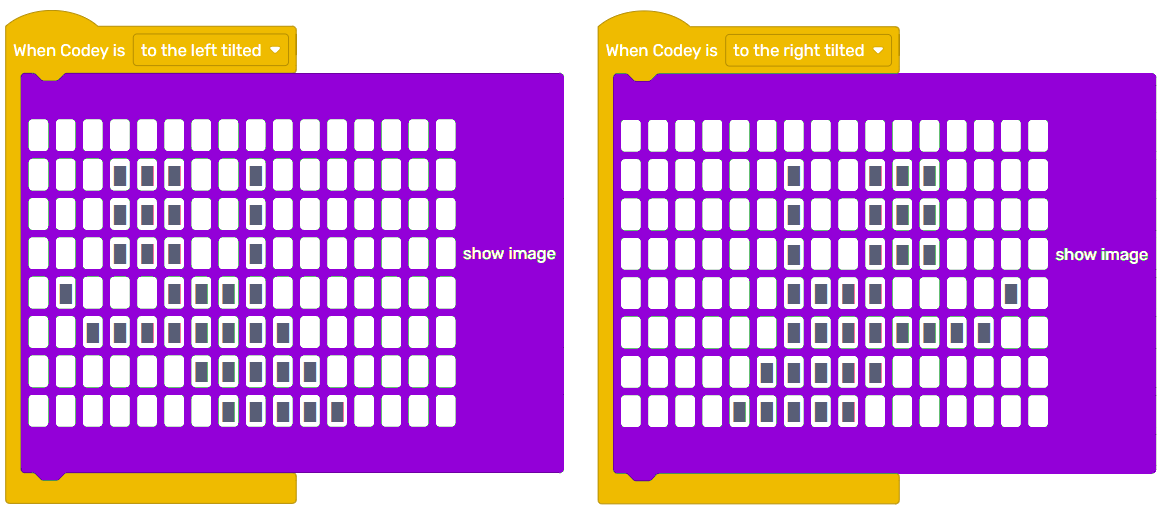 When Codey is to the left tilted
show image
When Codey is to the right tilted
show image